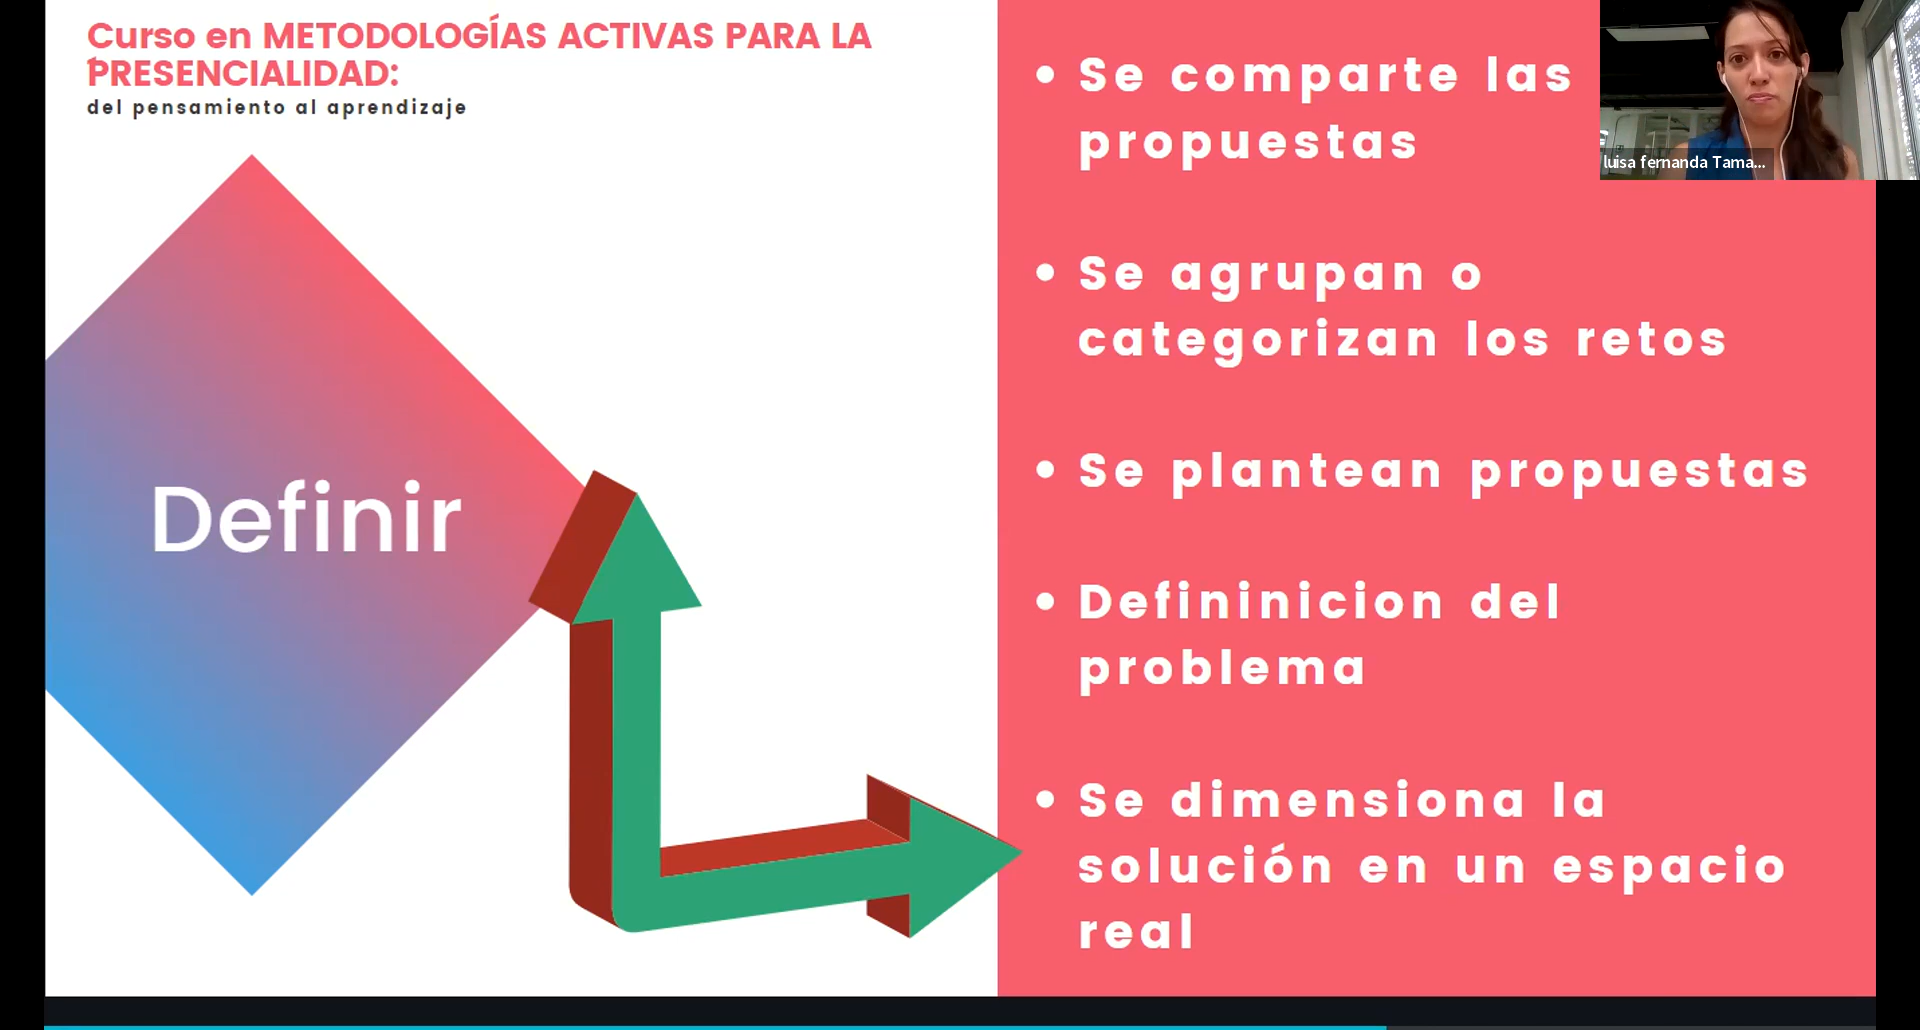 Curso en METODOLOGÍAS ACTIVAS PARA LA
PRESENCIALIDAD:
del pensamiento al aprendizaje
Definir
Se comparte las
propuestas
Se agrupan o
categorizan los retos
Se plantean propuestas
Defininicion del
problema
Se dimensiona la
solución en un espacio
real
luisa fernanda Tama...